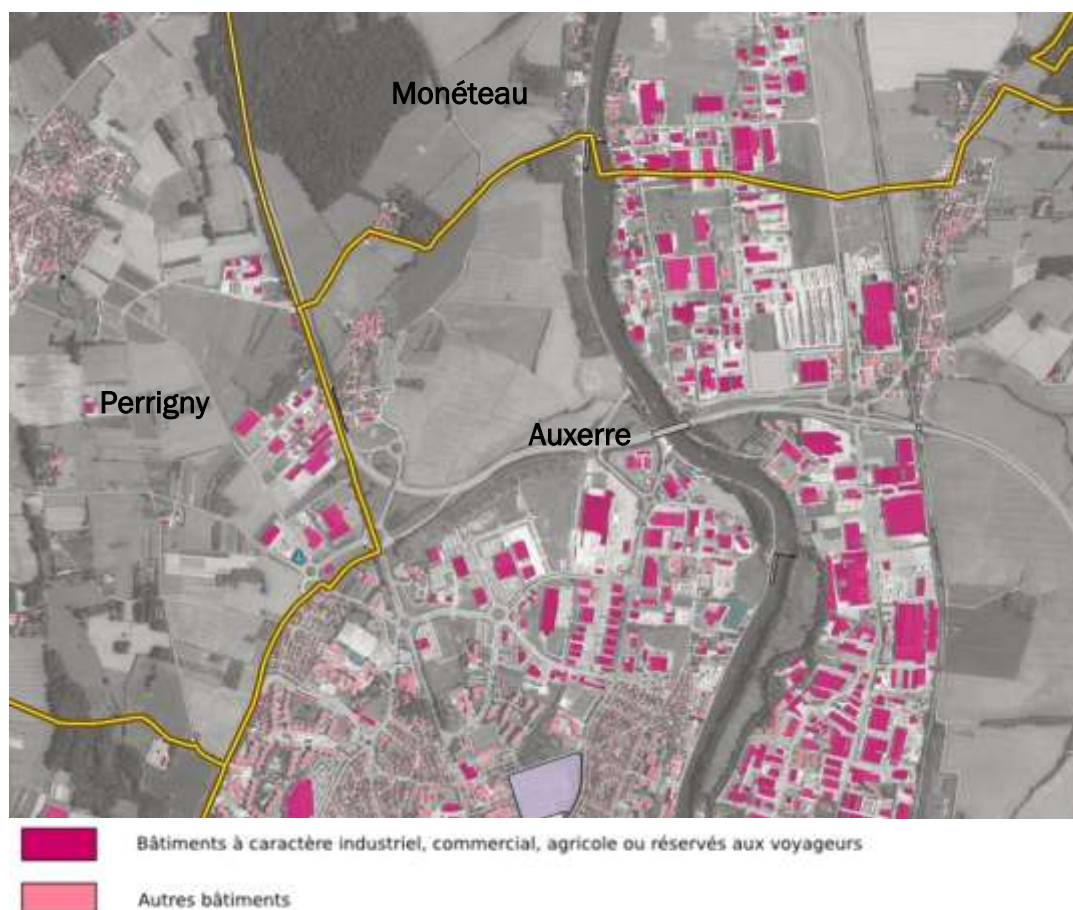 Monéteau
Perrigny
Auxerre
Bâtiments à caractère industriel, commercial, agricole ou réservés aux voyageurs
Autres bâtiments